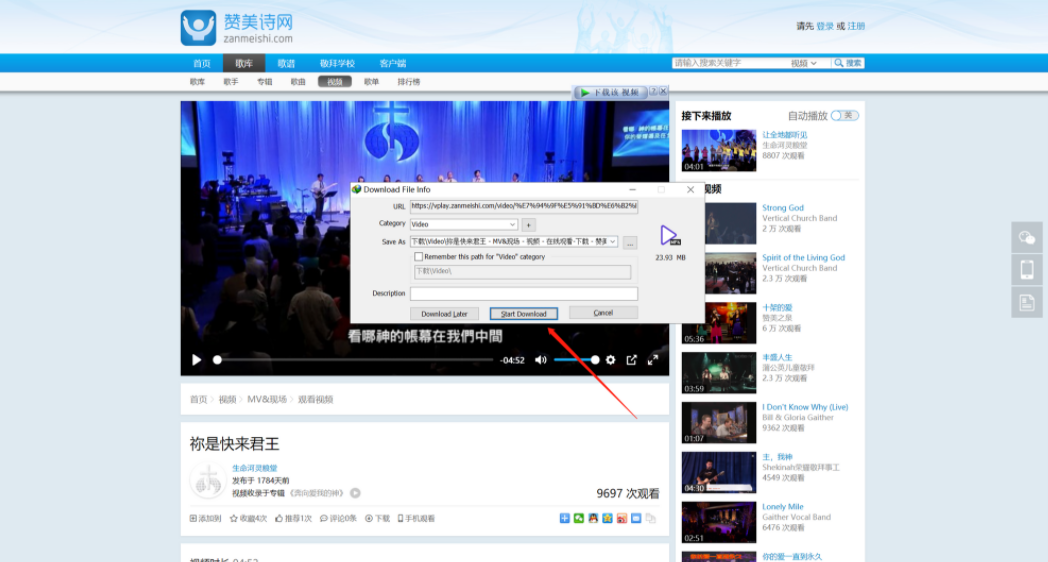 赞美诗网
zanmeishi.com
请先 登录 或 注册
首页 歌库 歌谱 敬拜学校 客户端
请输入搜索关键字 视频 搜索
歌库 歌手 专辑 歌曲 视频 歌单 排行榜
下载该 视频 ? X
接下来播放 自动播放 关
让全地都听见
生命河灵粮堂
8807 次观看
04:01
视频
Strong God
Vertical Church Band
2 万 次观看
Spirit of the Living God
Vertical Church Band
2.3 万 次观看
十架的爱
赞美之泉
6 万 次观看
05:36
丰盛人生
蒲公英儿童敬拜
2.3 万 次观看
03:59
I Don't Know Why (Live)
Bill & Gloria Gaither
9362 次观看
01:07
主，我神
Shekinah荣耀敬拜事工
4549 次观看
04:30
Lonely Mile
Gaither Vocal Band
6476 次观看
02:51
你的爱一直到永久
Download File Info
URL https://vplay.zanmeishi.com/video/%E7%94%9F%E5%91%BD%E6%B2%
Category Video +
Save As 下载\Video\祢是快来君王 - MV&现场 - 视频 - 在线观看-下载 - 赞美 ...
Remember this path for "Video" category
下载\Video\
23.93 MB
Description
Download Later Start Download Cancel
看哪神的帳幕在我們中間
-04:52
首页 〉 视频 〉 MV&现场 〉 观看视频
祢是快来君王
生命河灵粮堂
发布于 1784天前
视频收录于专辑 《奔向爱我的神》
9697 次观看
添加到 收藏4次 推荐1次 评论0条 下载 手机观看
视频时长 04:52